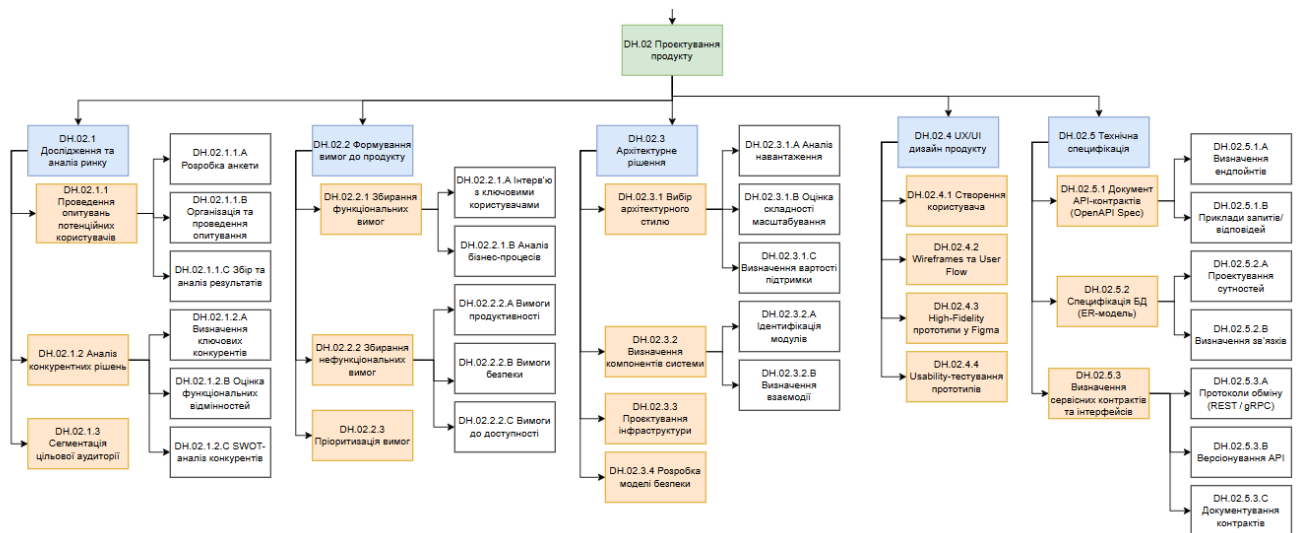 DH.02 Проєктування
продукту
DH.02.1
Дослідження та
аналіз ринку
DH.02.1.1
Проведення
опитувань
потенційних
користувачів
DH.02.1.1.A
Розробка анкети
DH.02.1.1.B
Організація та
проведення
опитування
DH.02.1.1.C Збір та
аналіз результатів
DH.02.1.2 Аналіз
конкурентних рішень
DH.02.1.2.A
Визначення
ключових
конкурентів
DH.02.1.2.B Оцінка
функціональних
відмінностей
DH.02.1.2.C SWOT-
аналіз конкурентів
DH.02.1.3
Сегментація
цільової аудиторії
DH.02.2 Формування
вимог до продукту
DH.02.2.1 Збирання
функціональних
вимог
DH.02.2.1.A Інтерв'ю
з ключовими
користувачами
DH.02.2.1.B Аналіз
бізнес-процесів
DH.02.2.2 Збирання
нефункціональних
вимог
DH.02.2.2.A Вимоги
продуктивності
DH.02.2.2.B Вимоги
безпеки
DH.02.2.2.C Вимоги
до доступності
DH.02.2.3
Пріоритизація вимог
DH.02.3
Архітектурне
рішення
DH.02.3.1 Вибір
архітектурного
стилю
DH.02.3.1.A Аналіз
навантаження
DH.02.3.1.B Оцінка
складності
масштабування
DH.02.3.1.C
Визначення вартості
підтримки
DH.02.3.2
Визначення
компонентів системи
DH.02.3.2.A
Ідентифікація
модулів
DH.02.3.2.B
Визначення
взаємодії
DH.02.3.3
Проєктування
інфраструктури
DH.02.3.4 Розробка
моделі безпеки
DH.02.4 UX/UI
дизайн продукту
DH.02.4.1 Створення
користувача
DH.02.4.2
Wireframes та User
Flow
DH.02.4.3
High-Fidelity
прототипи у Figma
DH.02.4.4
Usability-тестування
прототипів
DH.02.5 Технічна
специфікація
DH.02.5.1 Документ
API-контрактів
(OpenAPI Spec)
DH.02.5.1.A
Визначення
ендпойнтів
DH.02.5.1.B
Приклади запитів/
відповідей
DH.02.5.2
Специфікація БД
(ER-модель)
DH.02.5.2.A
Проектування
сутностей
DH.02.5.2.B
Визначення зв'язків
DH.02.5.3
Визначення
сервісних контрактів
та інтерфейсів
DH.02.5.3.A
Протоколи обміну
(REST / gRPC)
DH.02.5.3.B
Версіонування API
DH.02.5.3.C
Документування
контрактів